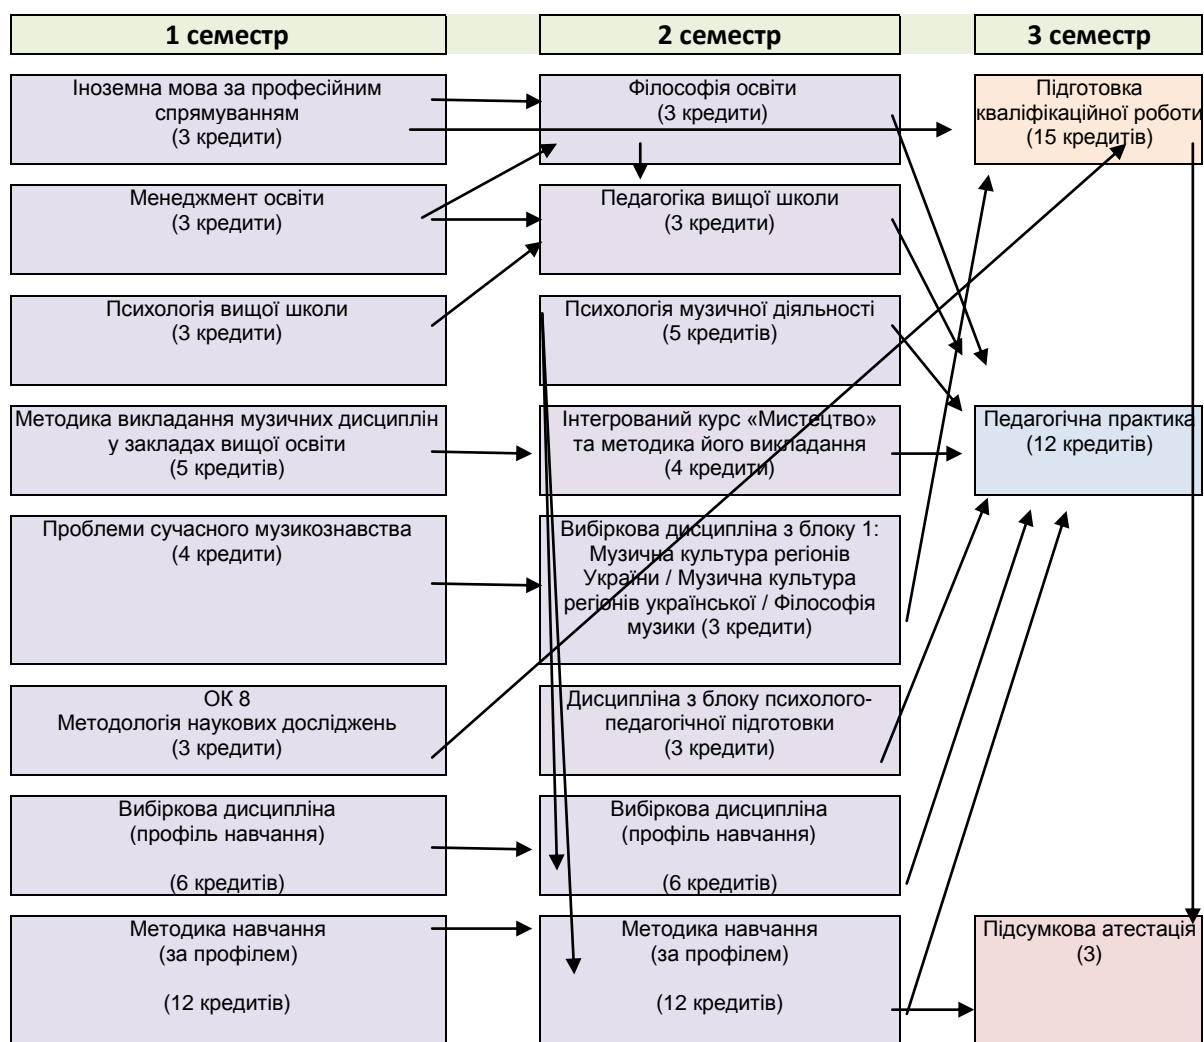 1 семестр
2 семестр
3 семестр
Іноземна мова за професійним
спрямуванням
(3 кредити)
Філософія освіти
(3 кредити)
Підготовка
кваліфікаційної роботи
(15 кредитів)
Менеджмент освіти
(3 кредити)
Педагогіка вищої школи
(3 кредити)
Психологія вищої школи
(3 кредити)
Психологія музичної діяльності
(5 кредитів)
Методика викладання музичних дисциплін
у закладах вищої освіти
(5 кредитів)
Інтегрований курс «Мистецтво»
та методика його викладання
(4 кредити)
Педагогічна практика
(12 кредитів)
Проблеми сучасного музикознавства
(4 кредити)
Вибіркова дисципліна з блоку 1:
Музична культура регіонів
України / Музична культура
регіонів української / Філософія
музики (3 кредити)
ОК 8
Методологія наукових досліджень
(3 кредити)
Дисципліна з блоку психолого-
педагогічної підготовки
(3 кредити)
Вибіркова дисципліна
(профіль навчання)
(6 кредитів)
Вибіркова дисципліна
(профіль навчання)
(6 кредитів)
Методика навчання
(за профілем)
(12 кредитів)
Методика навчання
(за профілем)
(12 кредитів)
Підсумкова атестація
(3)